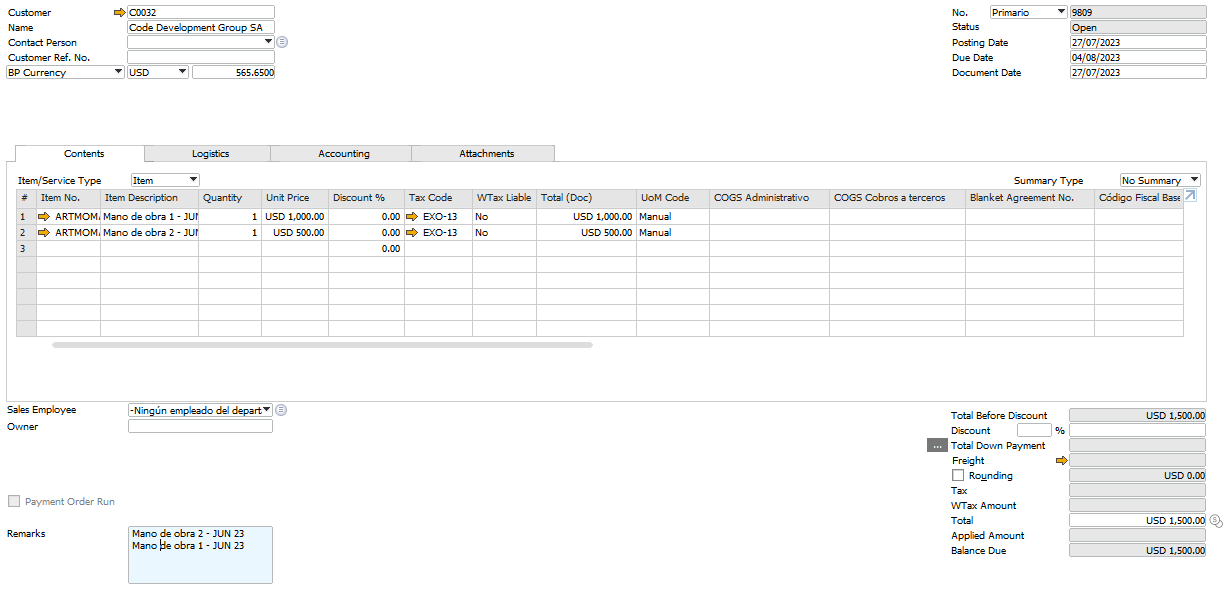 Customer C0032 No. Primario 9809
Name Code Development Group SA Status Open
Contact Person Posting Date 27/07/2023
Customer Ref. No. Due Date 04/08/2023
BP Currency USD 565.6500 Document Date 27/07/2023
Contents Logistics Accounting Attachments
Item/Service Type Item Summary Type No Summary
# Item No. Item Description Quantity Unit Price Discount % Tax Code WTax Liable Total (Doc) UoM Code COGS Administrativo COGS Cobros a terceros Blanket Agreement No. Código Fiscal Base
1 ARTMOM Mano de obra 1 - JUN 1 USD 1,000.00 0.00 EXO-13 No USD 1,000.00 Manual
2 ARTMOM Mano de obra 2 - JUN 1 USD 500.00 0.00 EXO-13 No USD 500.00 Manual
3 0.00
Sales Employee -Ningún empleado del depart
Owner
Total Before Discount USD 1,500.00
Discount %
... Total Down Payment
Freight
Rounding USD 0.00
Tax
Payment Order Run
WTax Amount
Total USD 1,500.00
Applied Amount
Balance Due USD 1,500.00
Remarks Mano de obra 2 - JUN 23
Mano de obra 1 - JUN 23